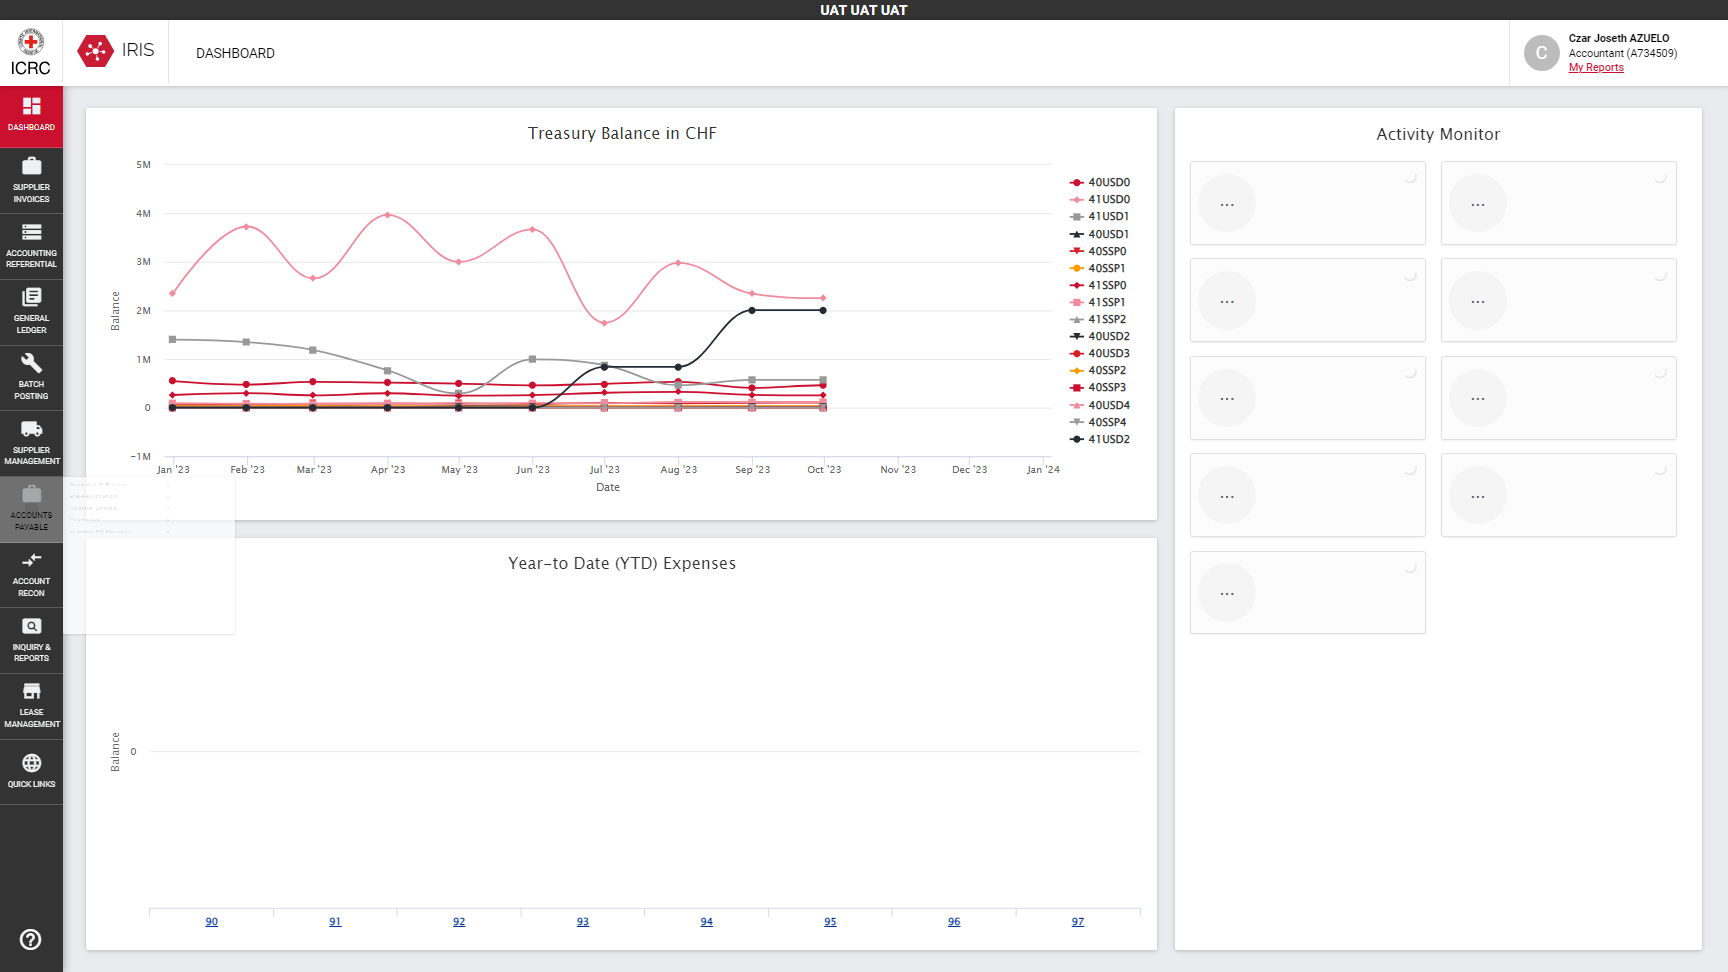 UAT UAT UAT
ICRC
IRIS
DASHBOARD
C
Czar Joseth AZUELO
Accountant (A734509)
My Reports
DASHBOARD
SUPPLIER
INVOICES
ACCOUNTING
REFERENTIAL
GENERAL
LEDGER
BATCH
POSTING
SUPPLIER
MANAGEMENT
ACCOUNTS
PAYABLE
ACCOUNT
RECON
INQUIRY &
REPORTS
LEASE
MANAGEMENT
QUICK LINKS
Treasury Balance in CHF
Balance
5M
4M
3M
2M
1M
0
−1M
Jan '23
Feb '23
Mar '23
Apr '23
May '23
Jun '23
Jul '23
Aug '23
Sep '23
Oct '23
Nov '23
Dec '23
Jan '24
Date
40USD0
41USD0
41USD1
40USD1
40SSP0
40SSP1
41SSP0
41SSP1
41SSP2
40USD2
40USD3
40SSP2
40SSP3
40USD4
40SSP4
41USD2
Year-to Date (YTD) Expenses
Balance
0
90
91
92
93
94
95
96
97
Activity Monitor
...
...
...
...
...
...
...
...
...